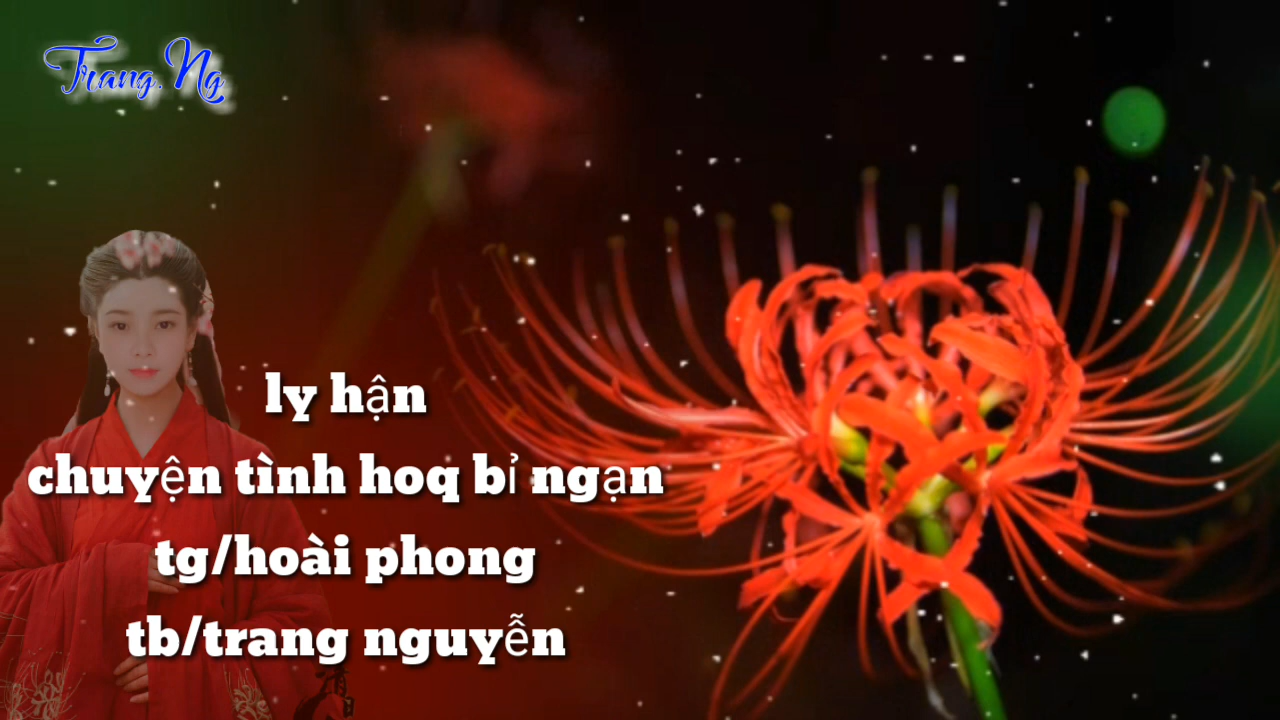 Trang.Ng
ly hận
chuyện tình hoq bỉ ngạn
tg/hoài phong
tb/trang nguyễn